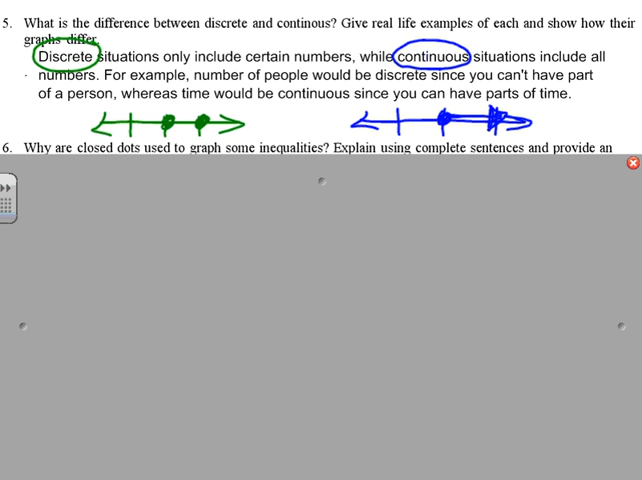 5. What is the difference between discrete and continous? Give real life examples of each and show how their
graphs differ.
Discrete situations only include certain numbers, while continuous situations include all
numbers. For example, number of people would be discrete since you can't have part
of a person, whereas time would be continuous since you can have parts of time.
6. Why are closed dots used to graph some inequalities? Explain using complete sentences and provide an